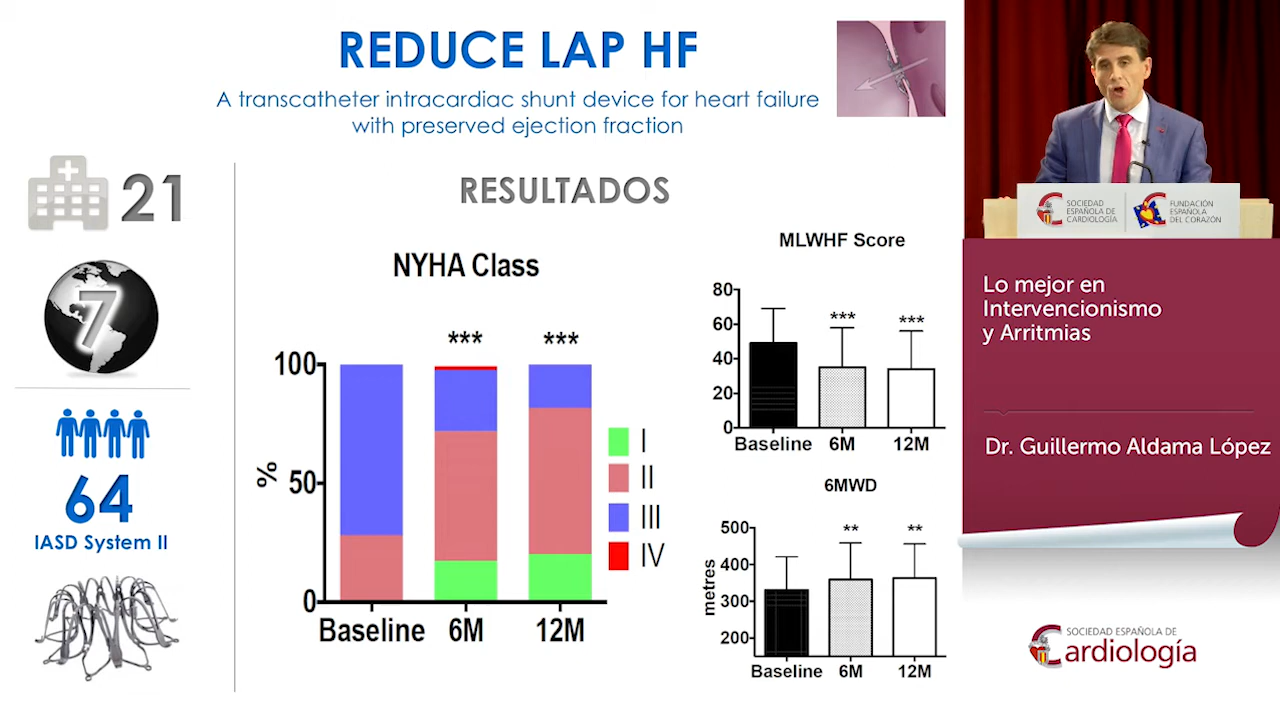 REDUCE LAP HF
A transcatheter intracardiac shunt device for heart failure
with preserved ejection fraction
21
7
64
IASD System II
RESULTADOS
NYHA Class
*** ***
100
50
0
%
Baseline 6M 12M
I
II
III
IV
MLWHF Score
*** ***
80
60
40
20
0
Baseline 6M 12M
6MWD
** **
500
400
300
200
metres
Baseline 6M 12M
SOCIEDAD
ESPAÑOLA DE
CARDIOLOGÍA
FUNDACIÓN
ESPAÑOLA
DEL CORAZÓN
Lo mejor en
Intervencionismo
y Arritmias
Dr. Guillermo Aldama López
SOCIEDAD ESPAÑOLA DE
Cardiología